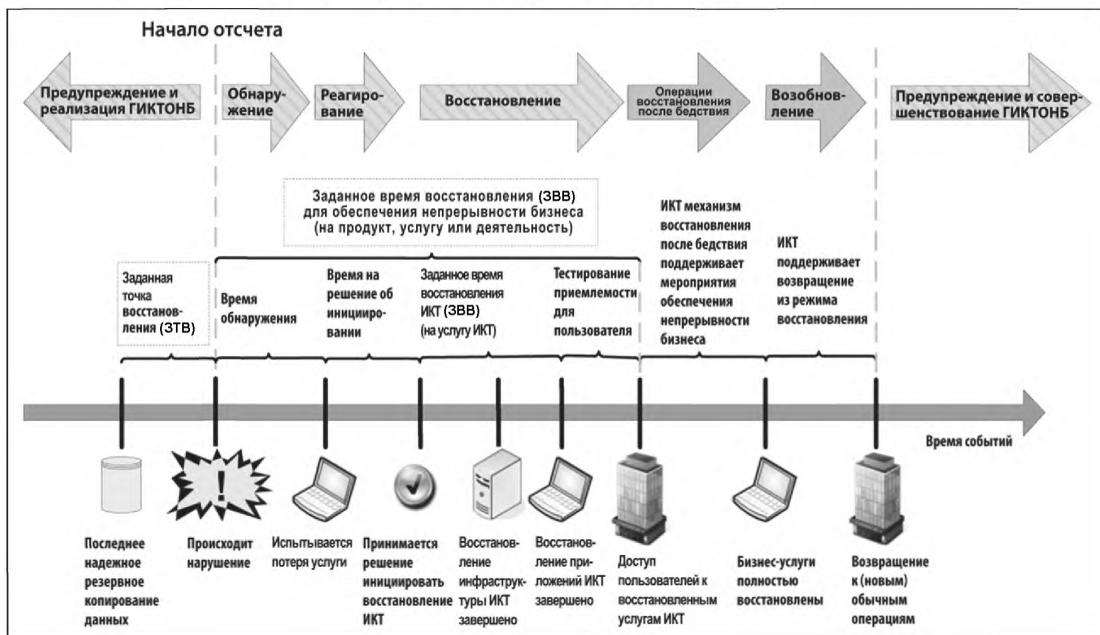 Начало отсчета
Предупреждение и
реализация ГИКТОНБ
Обнару-
жение
Реагиро-
вание
Восстановление
Операции
восстановления
после бедствия
Возобнов-
ление
Предупреждение и совер-
шенствование ГИКТОНБ
Заданное время восстановления (ЗВВ)
для обеспечения непрерывности бизнеса
(на продукт, услугу или деятельность)
Заданная
точка
восстанов-
ления (ЗТВ)
Время
обнаружения
Время на
решение об
иницииро-
вании
Заданное время
восстановления
ИКТ (ЗВВ)
(на услугу ИКТ)
Тестирование
приемлемости
для
пользователя
ИКТ механизм
восстановления
после бедствия
поддерживает
мероприятия
обеспечения
непрерывности
бизнеса
ИКТ
поддерживает
возвращение
из режима
восстановления
Время событий
Последнее
надежное
резервное
копирование
данных
Происходит
нарушение
Испытывается
потеря услуги
Принимается
решение
инициировать
восстановление
ИКТ
Восстанов-
ление
инфраструк-
туры ИКТ
завершено
Восстанов-
ление при-
ложений ИКТ
завершено
Доступ
пользователей к
восстановленным
услугам ИКТ
Бизнес-услуги
полностью
восстановлены
Возвращение
к (новым)
обычным
операциям